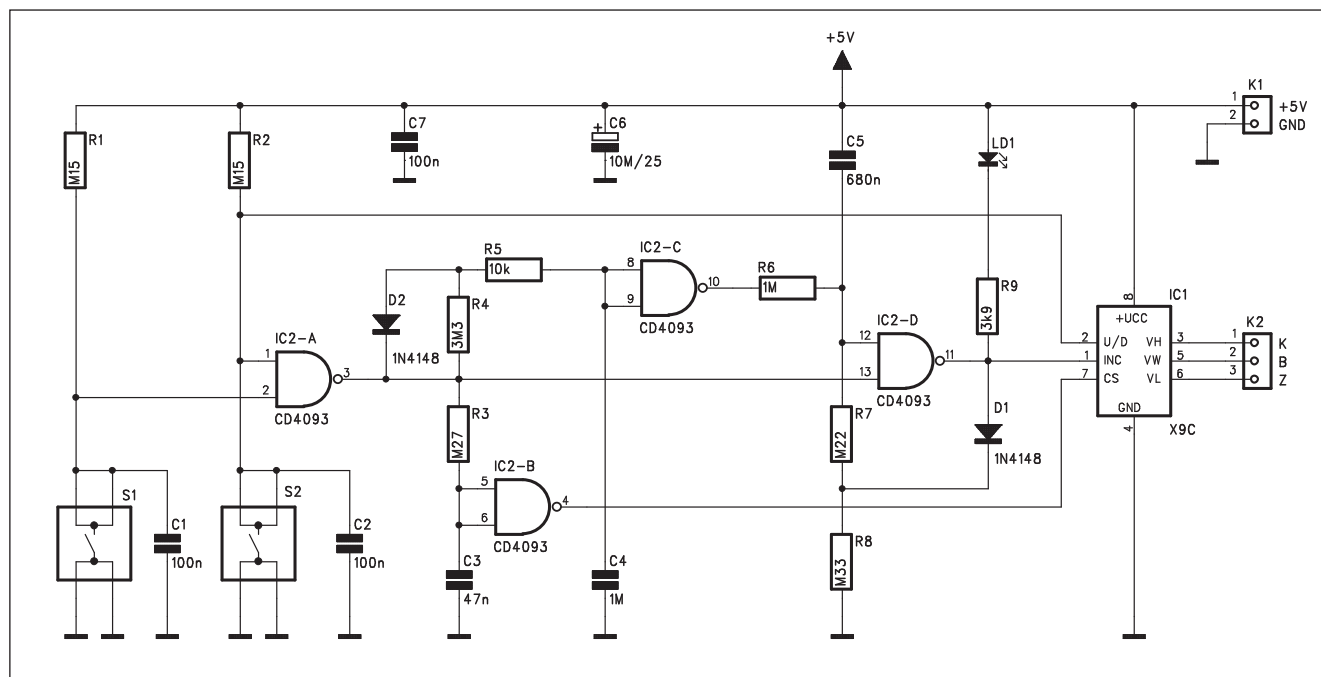 +5V
K1
1
+5V
2
GND
R1
M15
R2
M15
C7
100n
C6
+
10M/25
C5
680n
LD1
R5
10k
IC2-C
8
9
10
CD4093
R6
1M
R9
3k9
D2
1N4148
R4
3M3
IC2-A
1
2
3
CD4093
IC2-D
12
13
11
CD4093
8
IC1
+UCC
2
U/D
VH
3
1
INC
VW
5
7
CS
VL
6
GND
4
X9C
K2
1
K
2
B
3
Z
R3
M27
R7
M22
D1
1N4148
IC2-B
5
6
4
CD4093
S1
C1
100n
S2
C2
100n
C3
47n
C4
1M
R8
M33